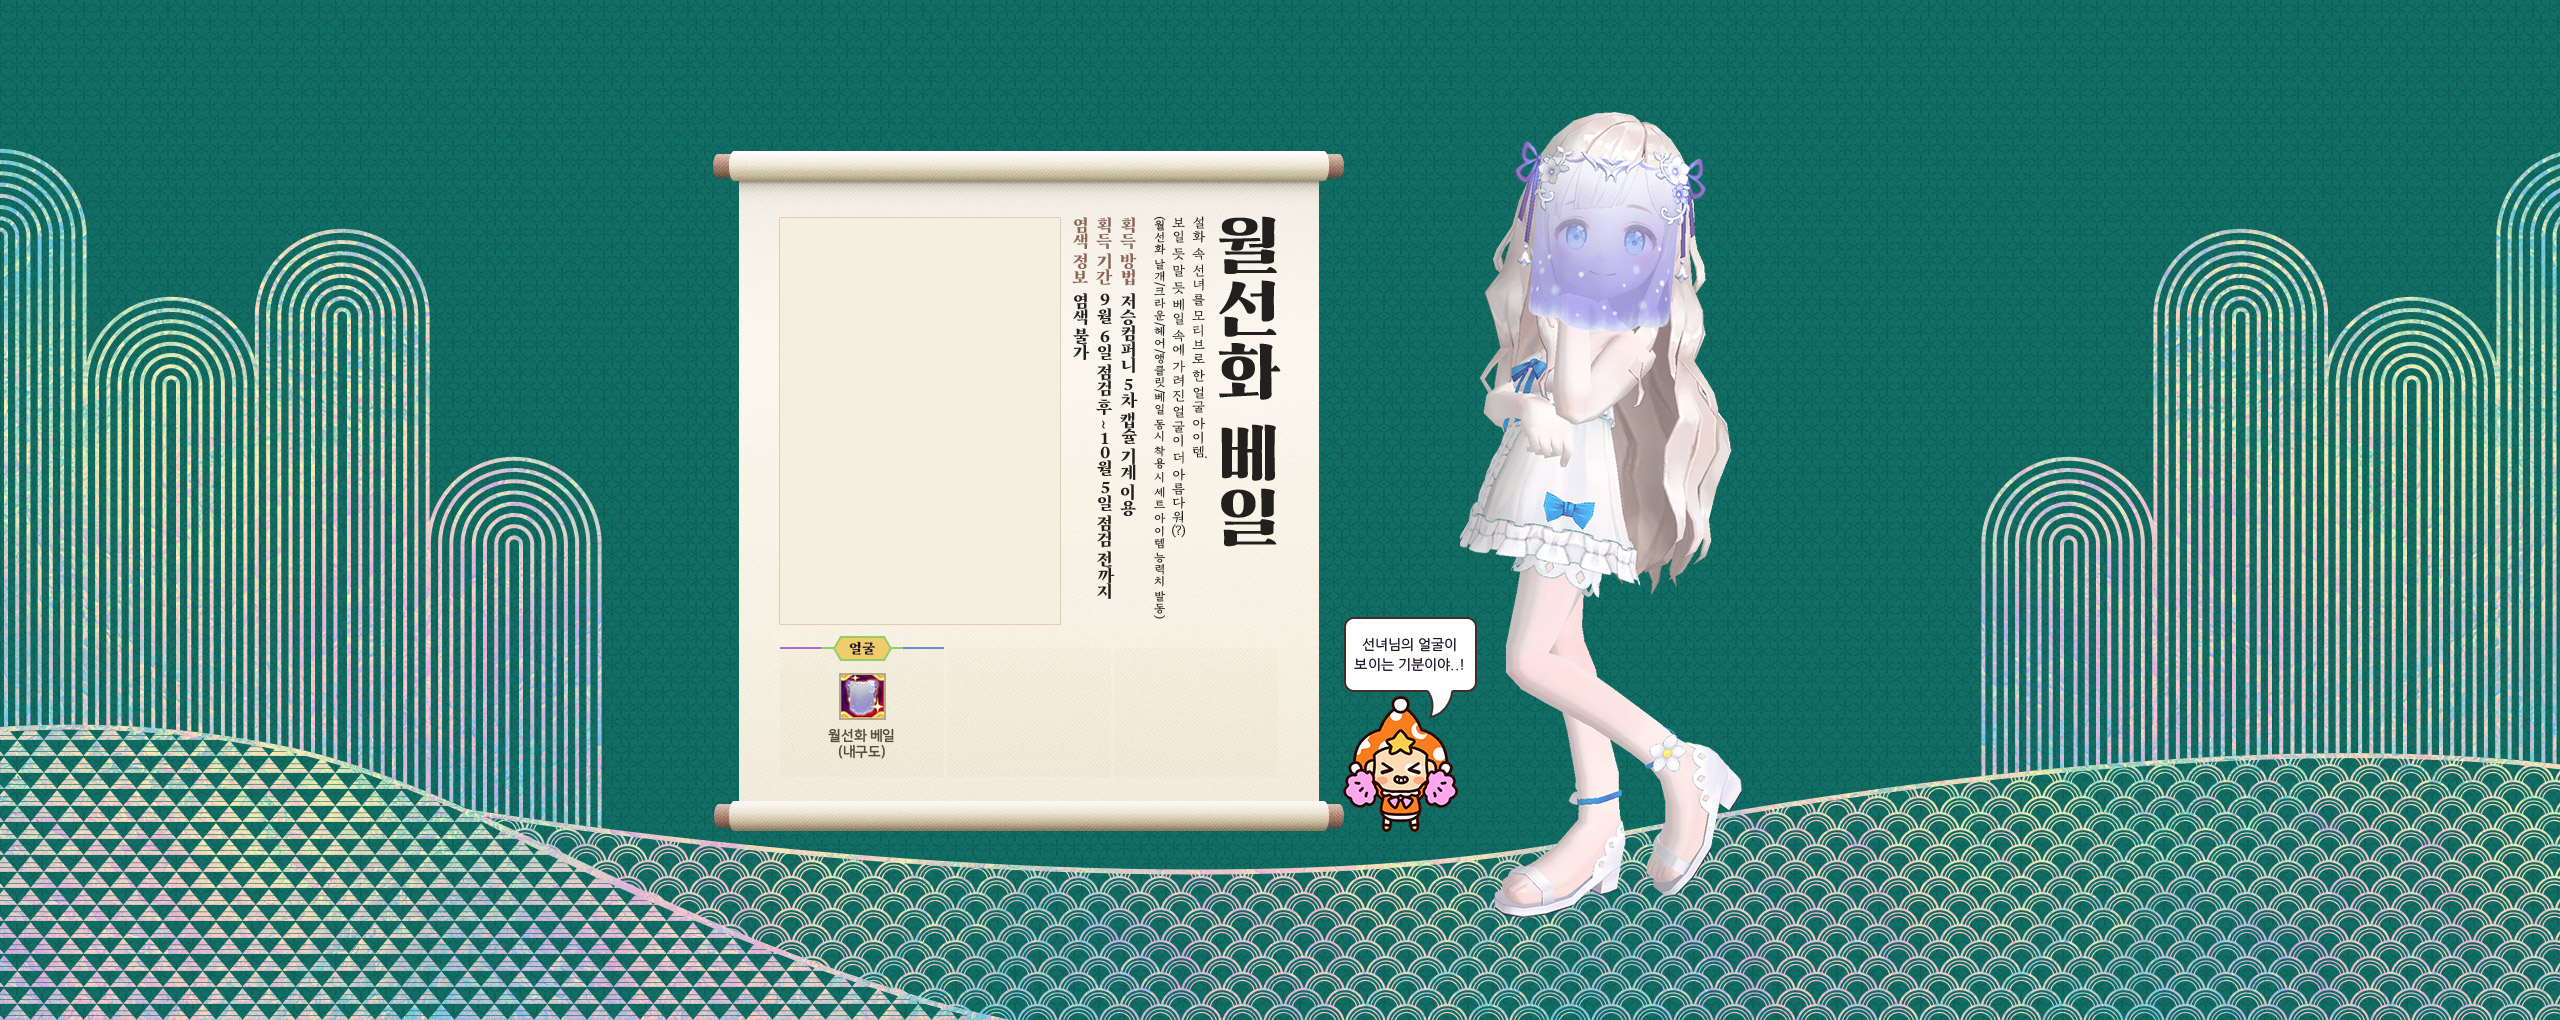 월선화 베일
설화 속 선녀를 모티브로 한 얼굴 아이템.
보일 듯 말 듯 베일 속에 가려진 얼굴이 더 아름다워(?)
(월선화 날개/크라운/헤어/앵클릿/베일 동시 착용 시 세트 아이템 능력치 발동)
획득 방법 저승컴퍼니 5차 캡슐 기계 이용
획득 기간 9월 6일 점검 후 ~ 10월 5일 점검 전까지
염색 정보 염색 불가
얼굴
월선화 베일
(내구도)
선녀님의 얼굴이
보이는 기분이야..!